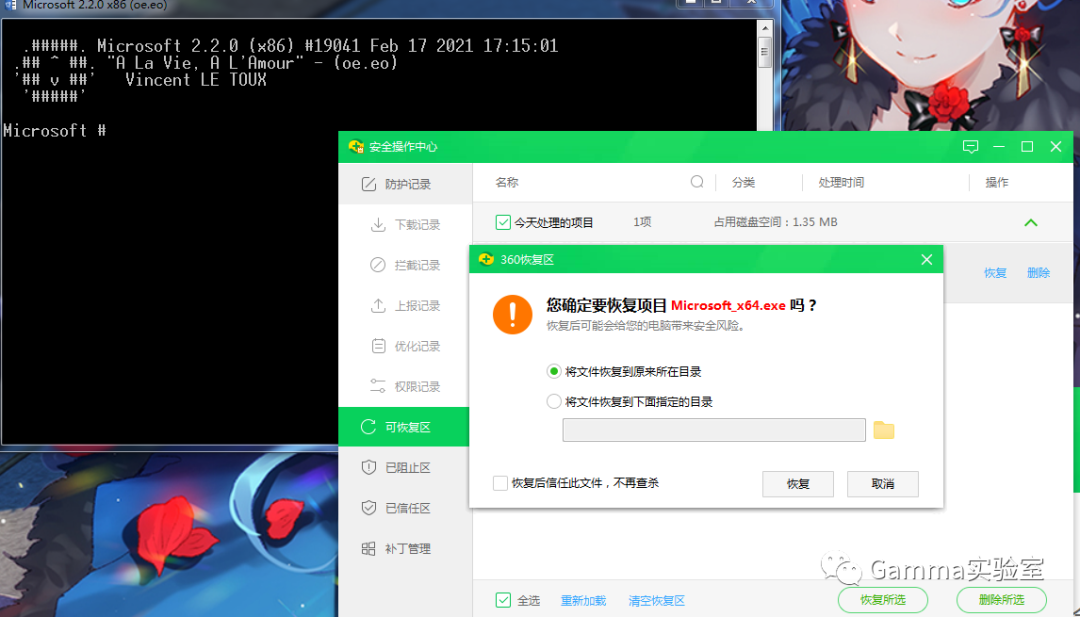 Microsoft 2.2.0 x86 (oe.eo)
.#####. Microsoft 2.2.0 (x86) #19041 Feb 17 2021 17:15:01
.## ^ ##. "A La Vie, A L'Amour" - (oe.eo)
'## v ##' Vincent LE TOUX
'#####'
Microsoft #
安全操作中心
防护记录
名称 分类 处理时间 操作
下载记录
今天处理的项目 1项 占用磁盘空间：1.35 MB
拦截记录
恢复 删除
上报记录
优化记录
权限记录
可恢复区
已阻止区
已信任区
补丁管理
360恢复区
您确定要恢复项目 Microsoft_x64.exe 吗？
恢复后可能会给您的电脑带来安全风险。
将文件恢复到原来所在目录
将文件恢复到下面指定的目录
恢复后信任此文件，不再查杀
恢复 取消
Gamma实验室
全选 重新加载 清空恢复区 恢复所选 删除所选